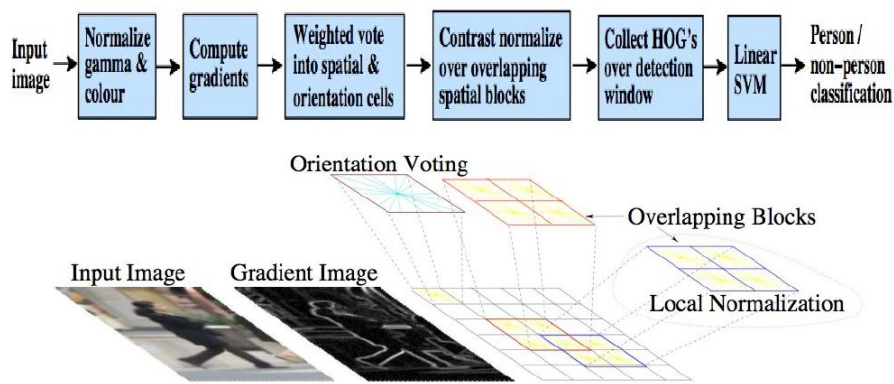 Input
image
Normalize
gamma &
colour
Compute
gradients
Weighted vote
into spatial &
orientation cells
Contrast normalize
over overlapping
spatial blocks
Collect HOG's
over detection
window
Linear
SVM
Person /
non-person
classification
Orientation Voting
Overlapping Blocks
Input Image
Gradient Image
Local Normalization